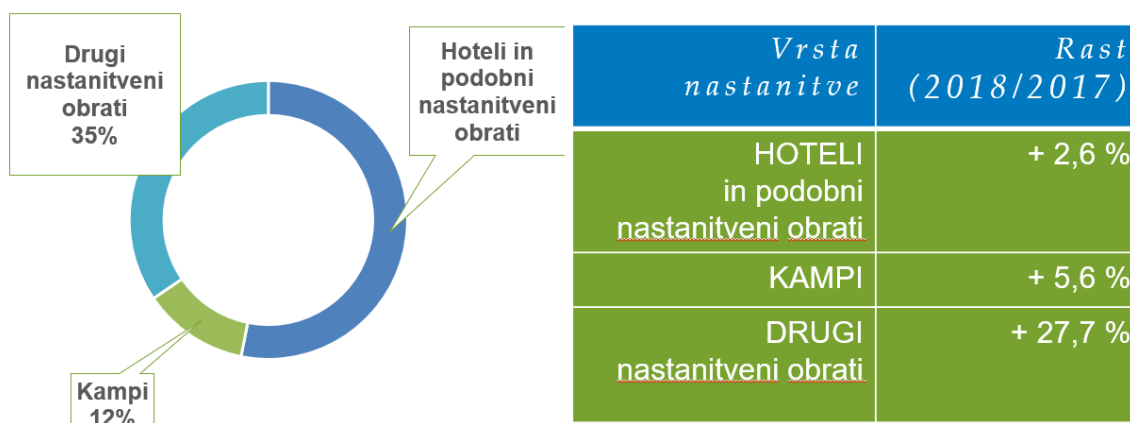 Drugi
nastanitveni
obrati
35%
Hoteli in
podobni
nastanitveni
obrati
Kampi
12%
Vrsta
nastanitve
Rast
(2018/2017)
HOTELI
in podobni
nastanitveni obrati
+ 2,6 %
KAMPI
+ 5,6 %
DRUGI
nastanitveni obrati
+ 27,7 %